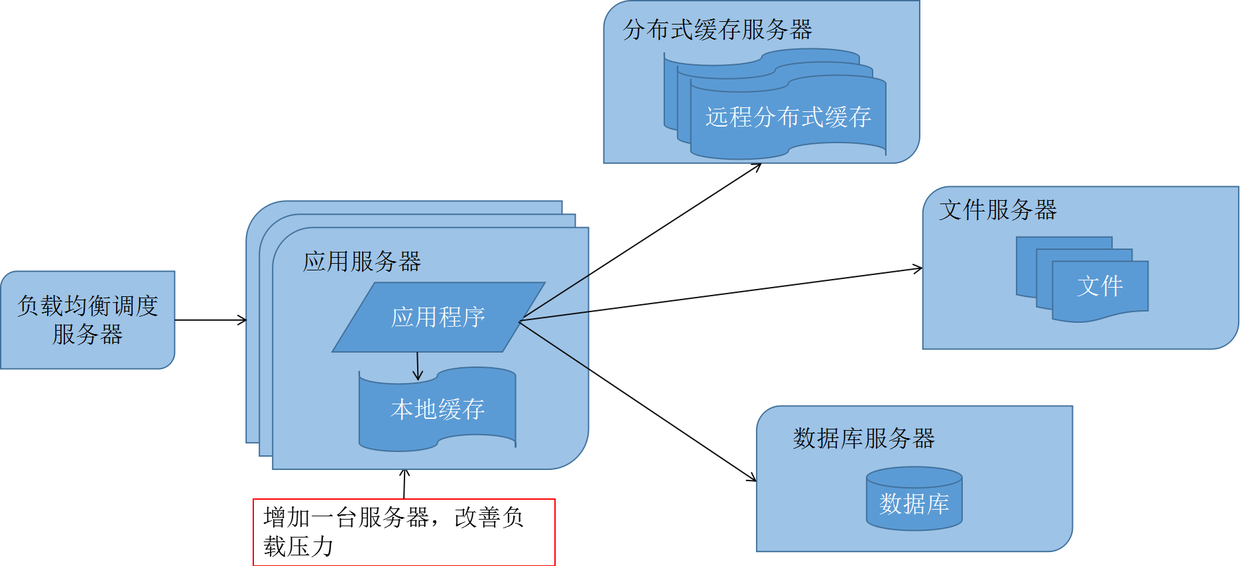 分布式缓存服务器
远程分布式缓存
文件服务器
文件
应用服务器
应用程序
本地缓存
负载均衡调度
服务器
数据库服务器
数据库
增加一台服务器，改善负
载压力